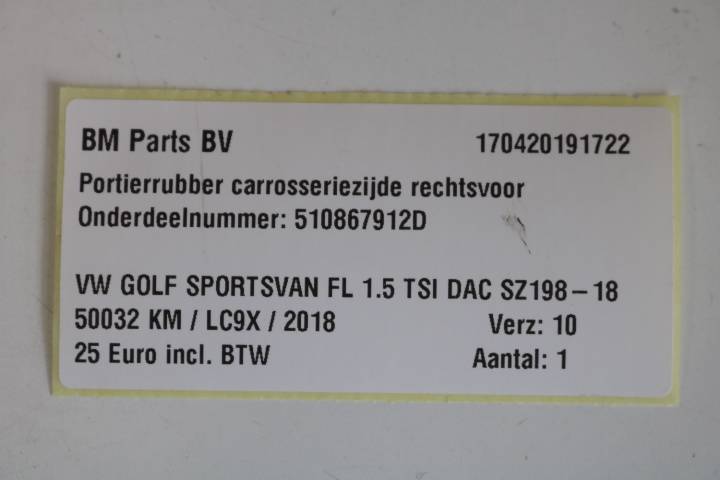 BM Parts BV 170420191722
Portierrubber carrosseriezijde rechtsvoor
Onderdeelnummer: 510867912D
VW GOLF SPORTSVAN FL 1.5 TSI DAC SZ198-18
50032 KM / LC9X / 2018 Verz: 10
25 Euro incl. BTW Aantal: 1